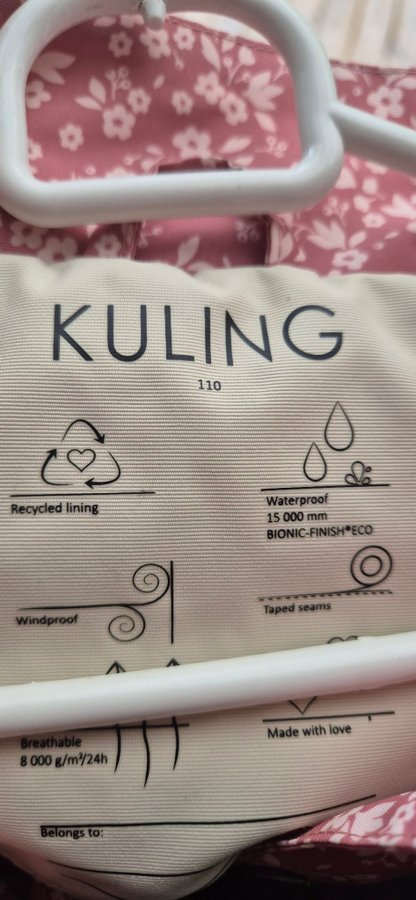 KULING
110
Recycled lining
Waterproof
15 000 mm
BIONIC-FINISH®ECO
Windproof
Taped seams
Breathable
8 000 g/m²/24h
Made with love
Belongs to: